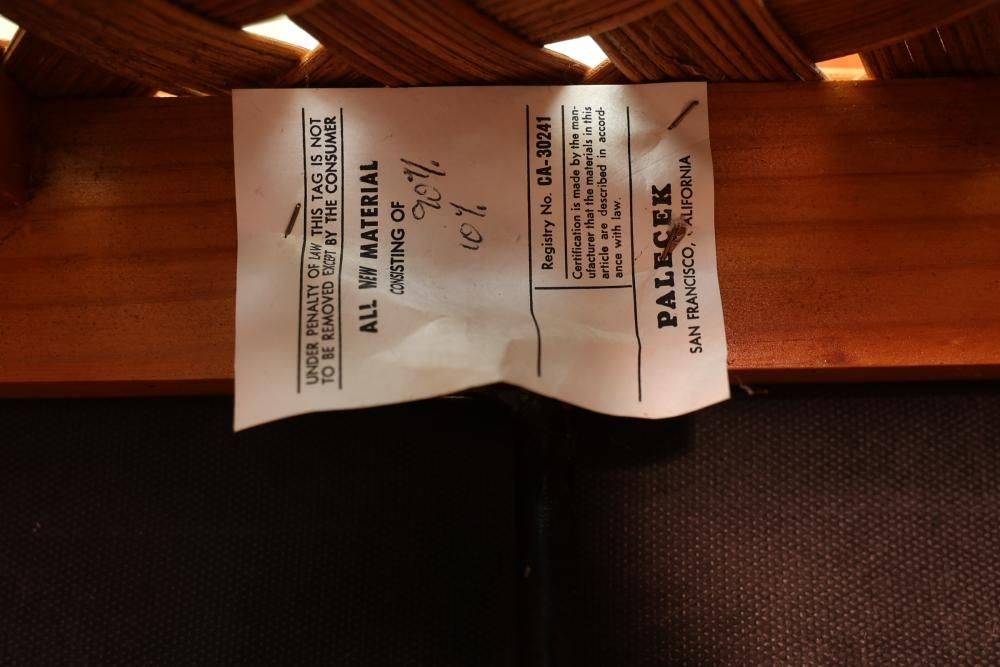 UNDER PENALTY OF LAW THIS TAG IS NOT
TO BE REMOVED EXCEPT BY THE CONSUMER
ALL NEW MATERIAL
CONSISTING OF
90%
10%
Registry No. CA-30241
Certification is made by the man-
ufacturer that the materials in this
article are described in accord-
ance with law.
PALECEK
SAN FRANCISCO, CALIFORNIA